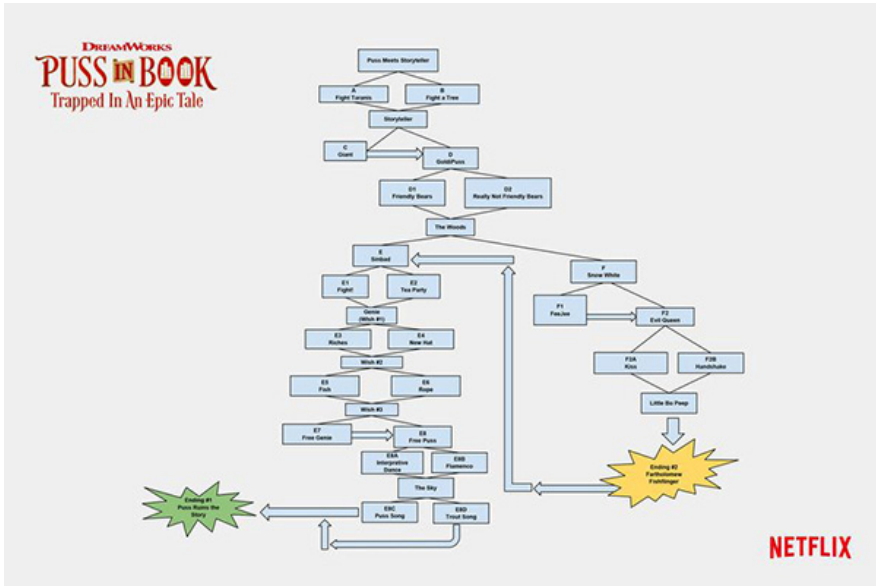 DREAMWORKS
PUSS IN BOOK
Trapped In An Epic Tale
Puss Meets Storyteller
A
Fight Taranis
B
Fight a Tree
Storyteller
C
Giant
D
GoldiPuss
D1
Friendly Bears
D2
Really Not Friendly Bears
The Woods
E
Sinbad
F
Snow White
E1
Fight!
E2
Tea Party
F1
FeeJee
F2
Evil Queen
Genie
(Wish #1)
E3
Riches
E4
New Hat
Wish #2
F2A
Kiss
F2B
Handshake
E5
Fish
E6
Rope
Little Bo Peep
Wish #3
E7
Free Genie
E8
Free Puss
E8A
Interpretive
Dance
E8B
Flamenco
Ending #2
Fartholomew
Fishflinger
The Sky
Ending #1
Puss Ruins the
Story
E8C
Puss Song
E8D
Trout Song
NETFLIX